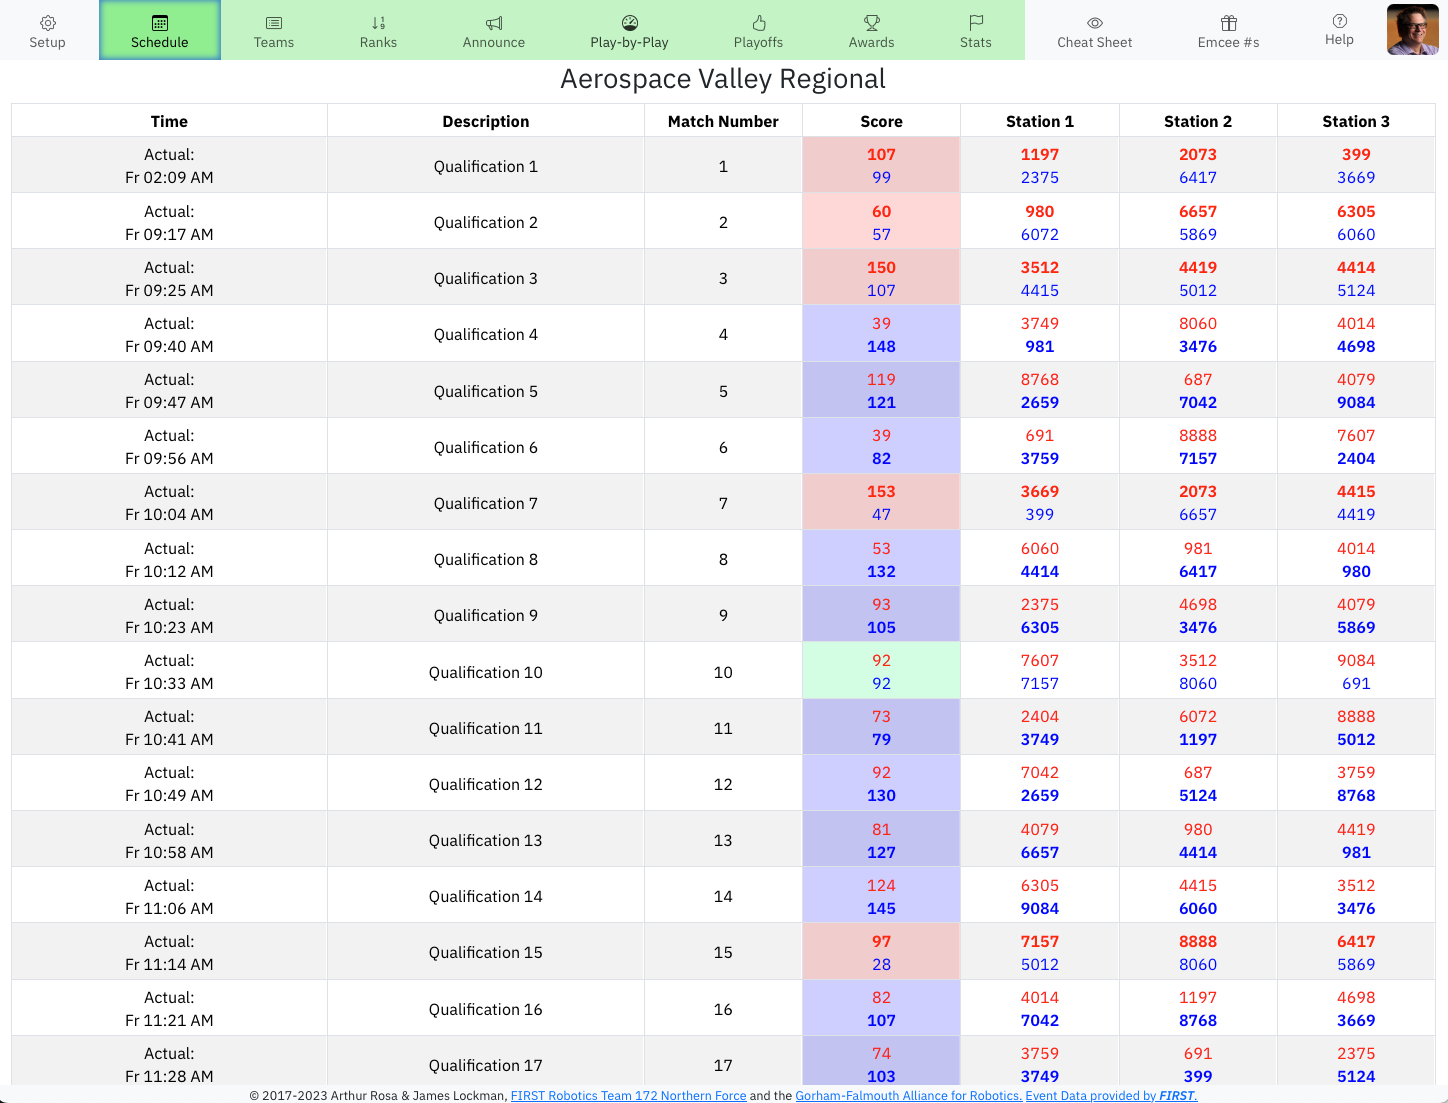 Setup
Schedule
Teams
Ranks
Announce
Play-by-Play
Playoffs
Awards
Stats
Cheat Sheet
Emcee #s
Help
Aerospace Valley Regional
Time Description Match Number Score Station 1 Station 2 Station 3
Actual: 107 1197 2073 399
Qualification 1 1
Fr 02:09 AM 99 2375 6417 3669
Actual: 60 980 6657 6305
Qualification 2 2
Fr 09:17 AM 57 6072 5869 6060
Actual: 150 3512 4419 4414
Qualification 3 3
Fr 09:25 AM 107 4415 5012 5124
Actual: 39 3749 8060 4014
Qualification 4 4
Fr 09:40 AM 148 981 3476 4698
Actual: 119 8768 687 4079
Qualification 5 5
Fr 09:47 AM 121 2659 7042 9084
Actual: 39 691 8888 7607
Qualification 6 6
Fr 09:56 AM 82 3759 7157 2404
Actual: 153 3669 2073 4415
Qualification 7 7
Fr 10:04 AM 47 399 6657 4419
Actual: 53 6060 981 4014
Qualification 8 8
Fr 10:12 AM 132 4414 6417 980
Actual: 93 2375 4698 4079
Qualification 9 9
Fr 10:23 AM 105 6305 3476 5869
Actual: 92 7607 3512 9084
Qualification 10 10
Fr 10:33 AM 92 7157 8060 691
Actual: 73 2404 6072 8888
Qualification 11 11
Fr 10:41 AM 79 3749 1197 5012
Actual: 92 7042 687 3759
Qualification 12 12
Fr 10:49 AM 130 2659 5124 8768
Actual: 81 4079 980 4419
Qualification 13 13
Fr 10:58 AM 127 6657 4414 981
Actual: 124 6305 4415 3512
Qualification 14 14
Fr 11:06 AM 145 9084 6060 3476
Actual: 97 7157 8888 6417
Qualification 15 15
Fr 11:14 AM 28 5012 8060 5869
Actual: 82 4014 1197 4698
Qualification 16 16
Fr 11:21 AM 107 7042 8768 3669
Actual: 74 3759 691 2375
Qualification 17 17
Fr 11:28 AM 103 3749 399 5124
© 2017-2023 Arthur Rosa & James Lockman, FIRST Robotics Team 172 Northern Force and the Gorham-Falmouth Alliance for Robotics. Event Data provided by FIRST.